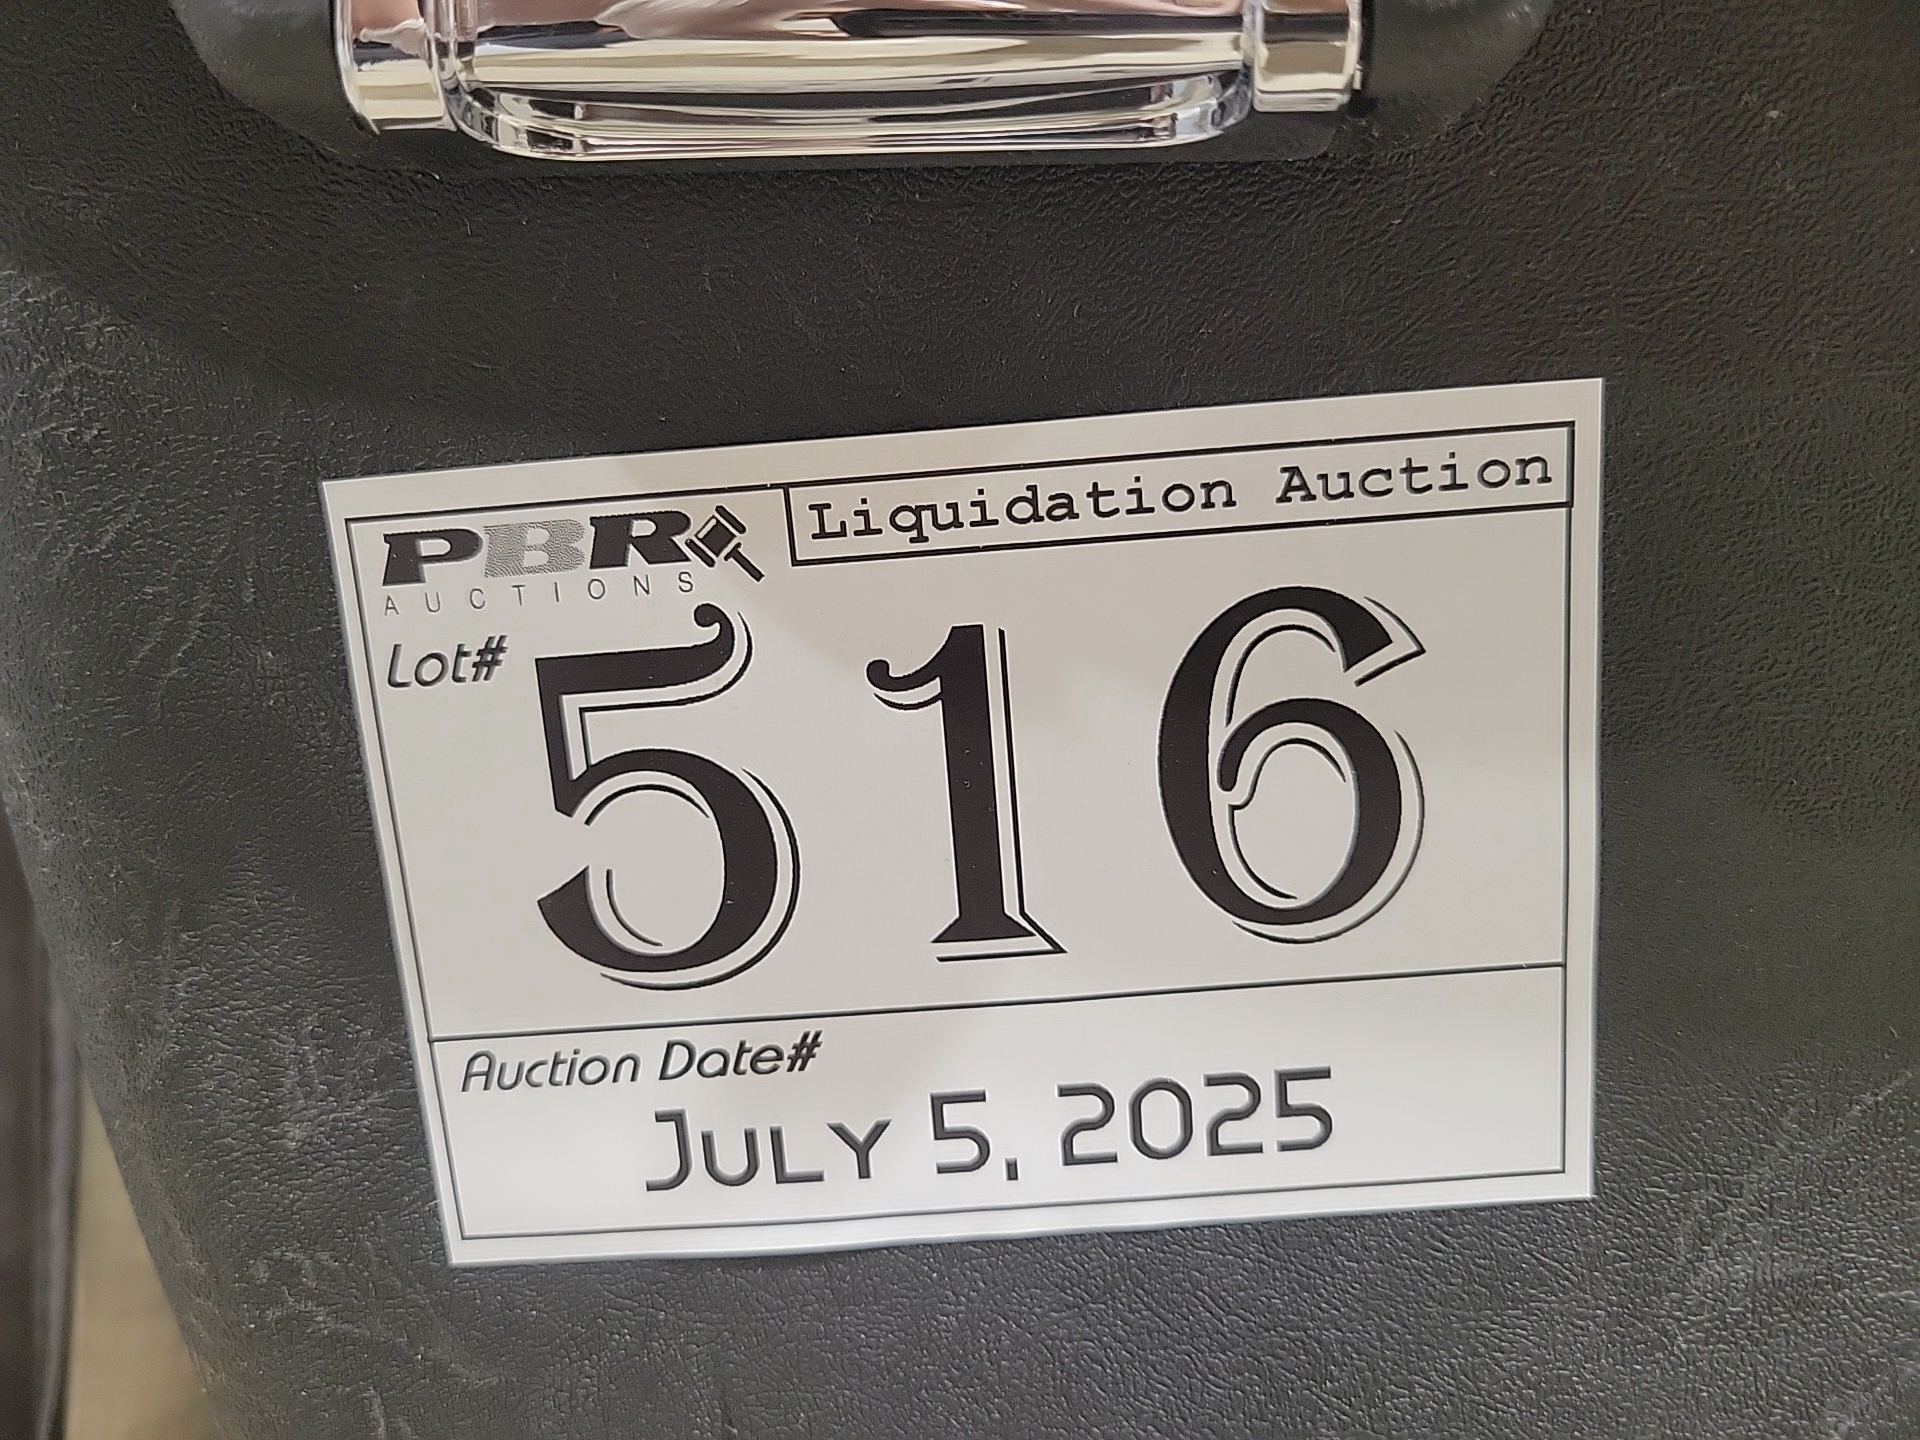 PBR
AUCTIONS
Liquidation Auction
Lot#
516
Auction Date#
July 5, 2025